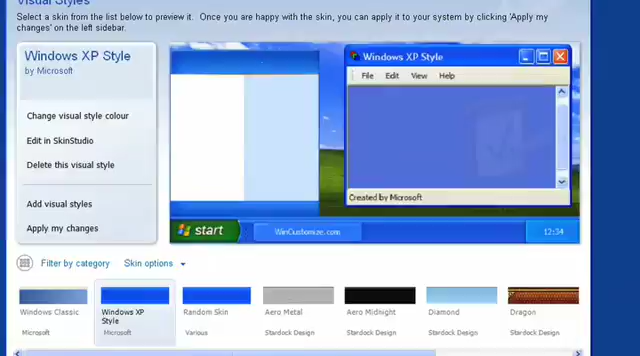 Visual Styles
Select a skin from the list below to preview it. Once you are happy with the skin, you can apply it to your system by clicking 'Apply my
changes' on the left sidebar.
Windows XP Style
by Microsoft
Change visual style colour
Edit in SkinStudio
Delete this visual style
Add visual styles
Apply my changes
Windows XP Style
File Edit View Help
Created by Microsoft
start
WinCustomize.com
12:34
Filter by category
Skin options
Windows Classic
Microsoft
Windows XP
Style
Microsoft
Random Skin
Various
Aero Metal
Stardock Design
Aero Midnight
Stardock Design
Diamond
Stardock Design
Dragon
Stardock Design